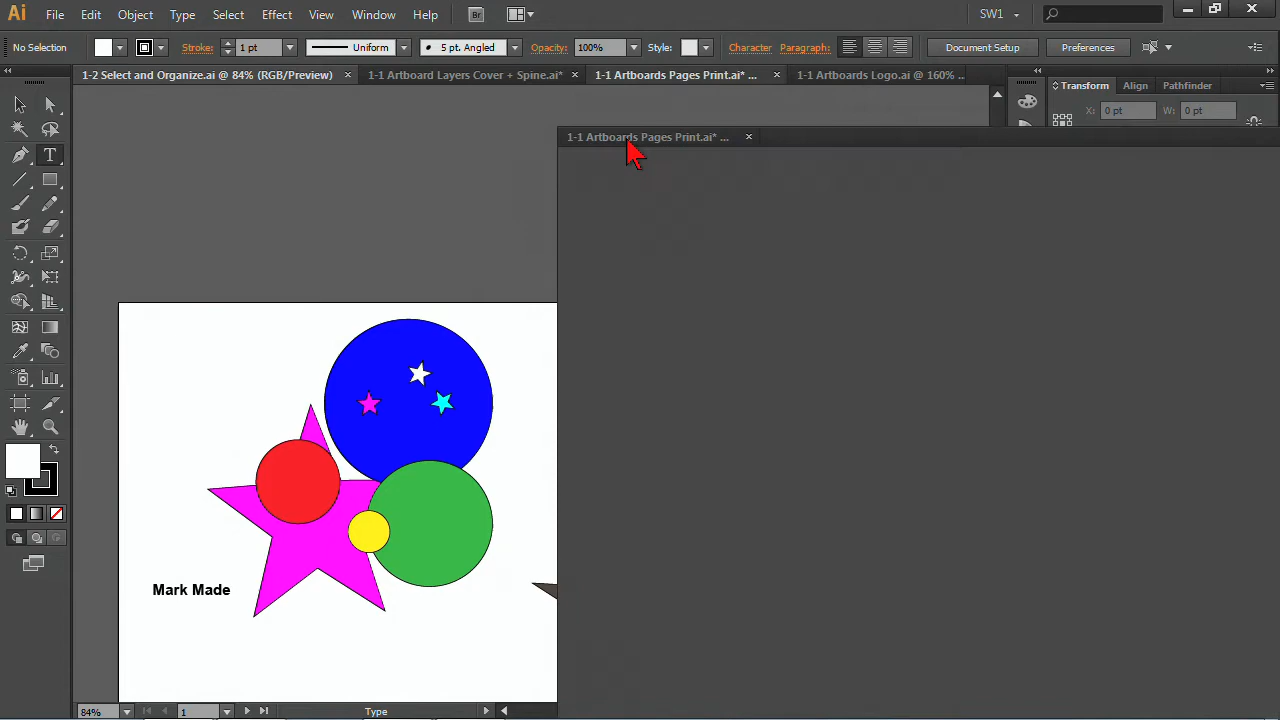 Ai File Edit Object Type Select Effect View Window Help Br SW1
No Selection Stroke: 1 pt Uniform 5 pt. Angled Opacity: 100% Style: Character Paragraph: Document Setup Preferences
1-2 Select and Organize.ai @ 84% (RGB/Preview) × 1-1 Artboard Layers Cover + Spine.ai* × 1-1 Artboards Pages Print.ai* ... × 1-1 Artboards Logo.ai @ 160% ..
Transform Align Pathfinder
X: 0 pt W: 0 pt
1-1 Artboards Pages Print.ai* ... ×
Mark Made
84% 1 Type